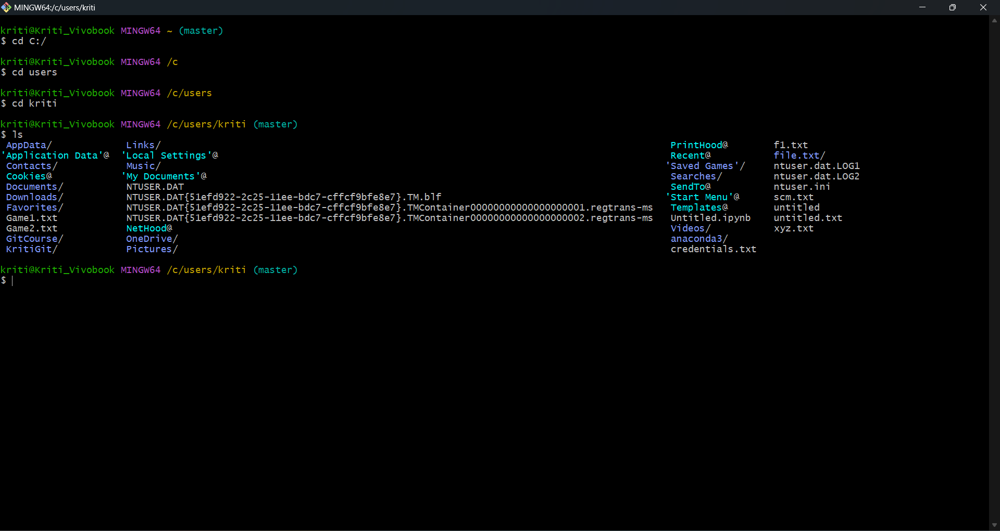 MINGW64:/c/users/kriti
kriti@Kriti_Vivobook MINGW64 ~ (master)
$ cd C:/
kriti@Kriti_Vivobook MINGW64 /c
$ cd users
kriti@Kriti_Vivobook MINGW64 /c/users
$ cd kriti
kriti@Kriti_Vivobook MINGW64 /c/users/kriti (master)
$ ls
AppData/ Links/ PrintHood@ f1.txt
'Application Data'@ 'Local Settings'@ Recent@ file.txt/
Contacts/ Music/ 'Saved Games'/ ntuser.dat.LOG1
Cookies@ 'My Documents'@ Searches/ ntuser.dat.LOG2
Documents/ NTUSER.DAT SendTo@ ntuser.ini
Downloads/ NTUSER.DAT{51efd922-2c25-11ee-bdc7-cffcf9bfe8e7}.TM.blf 'Start Menu'@ scm.txt
Favorites/ NTUSER.DAT{51efd922-2c25-11ee-bdc7-cffcf9bfe8e7}.TMContainer00000000000000000001.regtrans-ms Templates@ untitled
Game1.txt NTUSER.DAT{51efd922-2c25-11ee-bdc7-cffcf9bfe8e7}.TMContainer00000000000000000002.regtrans-ms Untitled.ipynb untitled.txt
Game2.txt NetHood@ Videos/ xyz.txt
GitCourse/ OneDrive/ anaconda3/
KritiGit/ Pictures/ credentials.txt
kriti@Kriti_Vivobook MINGW64 /c/users/kriti (master)
$